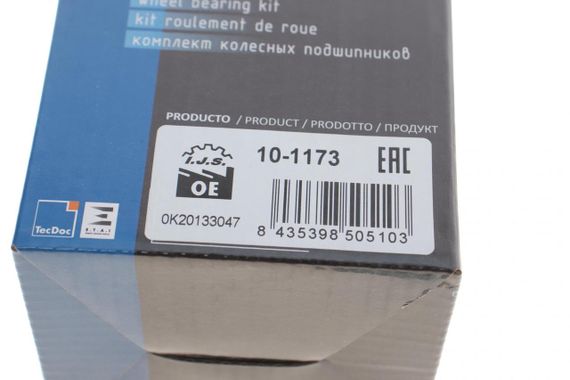 wheel bearing kit
kit roulement de roue
комплект колесных подшипников
PRODUCTO / PRODUCT / PRODOTTO / ПРОДУКТ
I.J.S.
OE
10-1173
EAC
0K20133047
8 435398 505103
TecDoc